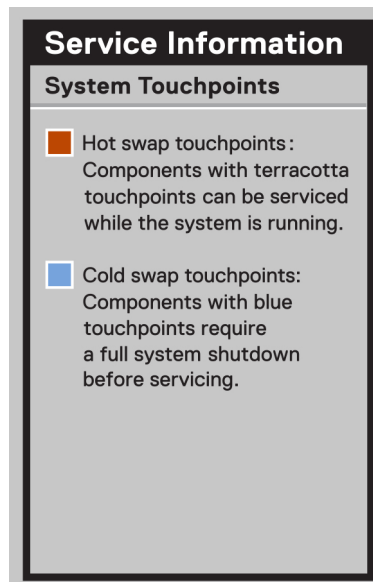 Service Information
System Touchpoints
Hot swap touchpoints:
Components with terracotta
touchpoints can be serviced
while the system is running.
Cold swap touchpoints:
Components with blue
touchpoints require
a full system shutdown
before servicing.